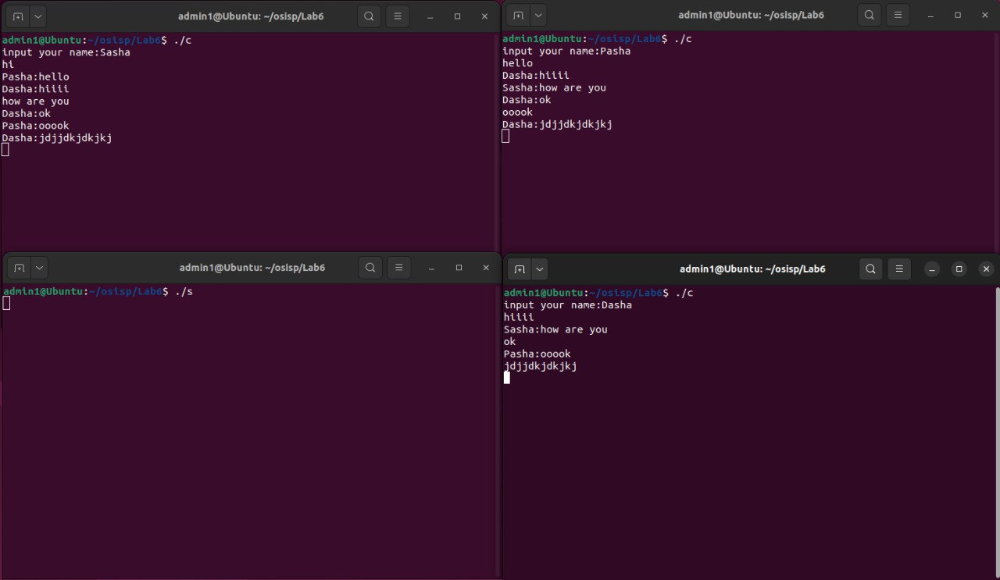 admin1@Ubuntu: ~/osisp/Lab6
admin1@Ubuntu:~/osisp/Lab6$ ./c
input your name:Sasha
hi
Pasha:hello
Dasha:hiiii
how are you
Dasha:ok
Pasha:ooook
Dasha:jdjjdkjdkjkj
admin1@Ubuntu: ~/osisp/Lab6
admin1@Ubuntu:~/osisp/Lab6$ ./c
input your name:Pasha
hello
Dasha:hiiii
Sasha:how are you
Dasha:ok
ooook
Dasha:jdjjdkjdkjkj
admin1@Ubuntu: ~/osisp/Lab6
admin1@Ubuntu:~/osisp/Lab6$ ./s
admin1@Ubuntu: ~/osisp/Lab6
admin1@Ubuntu:~/osisp/Lab6$ ./c
input your name:Dasha
hiiii
Sasha:how are you
ok
Pasha:ooook
jdjjdkjdkjkj